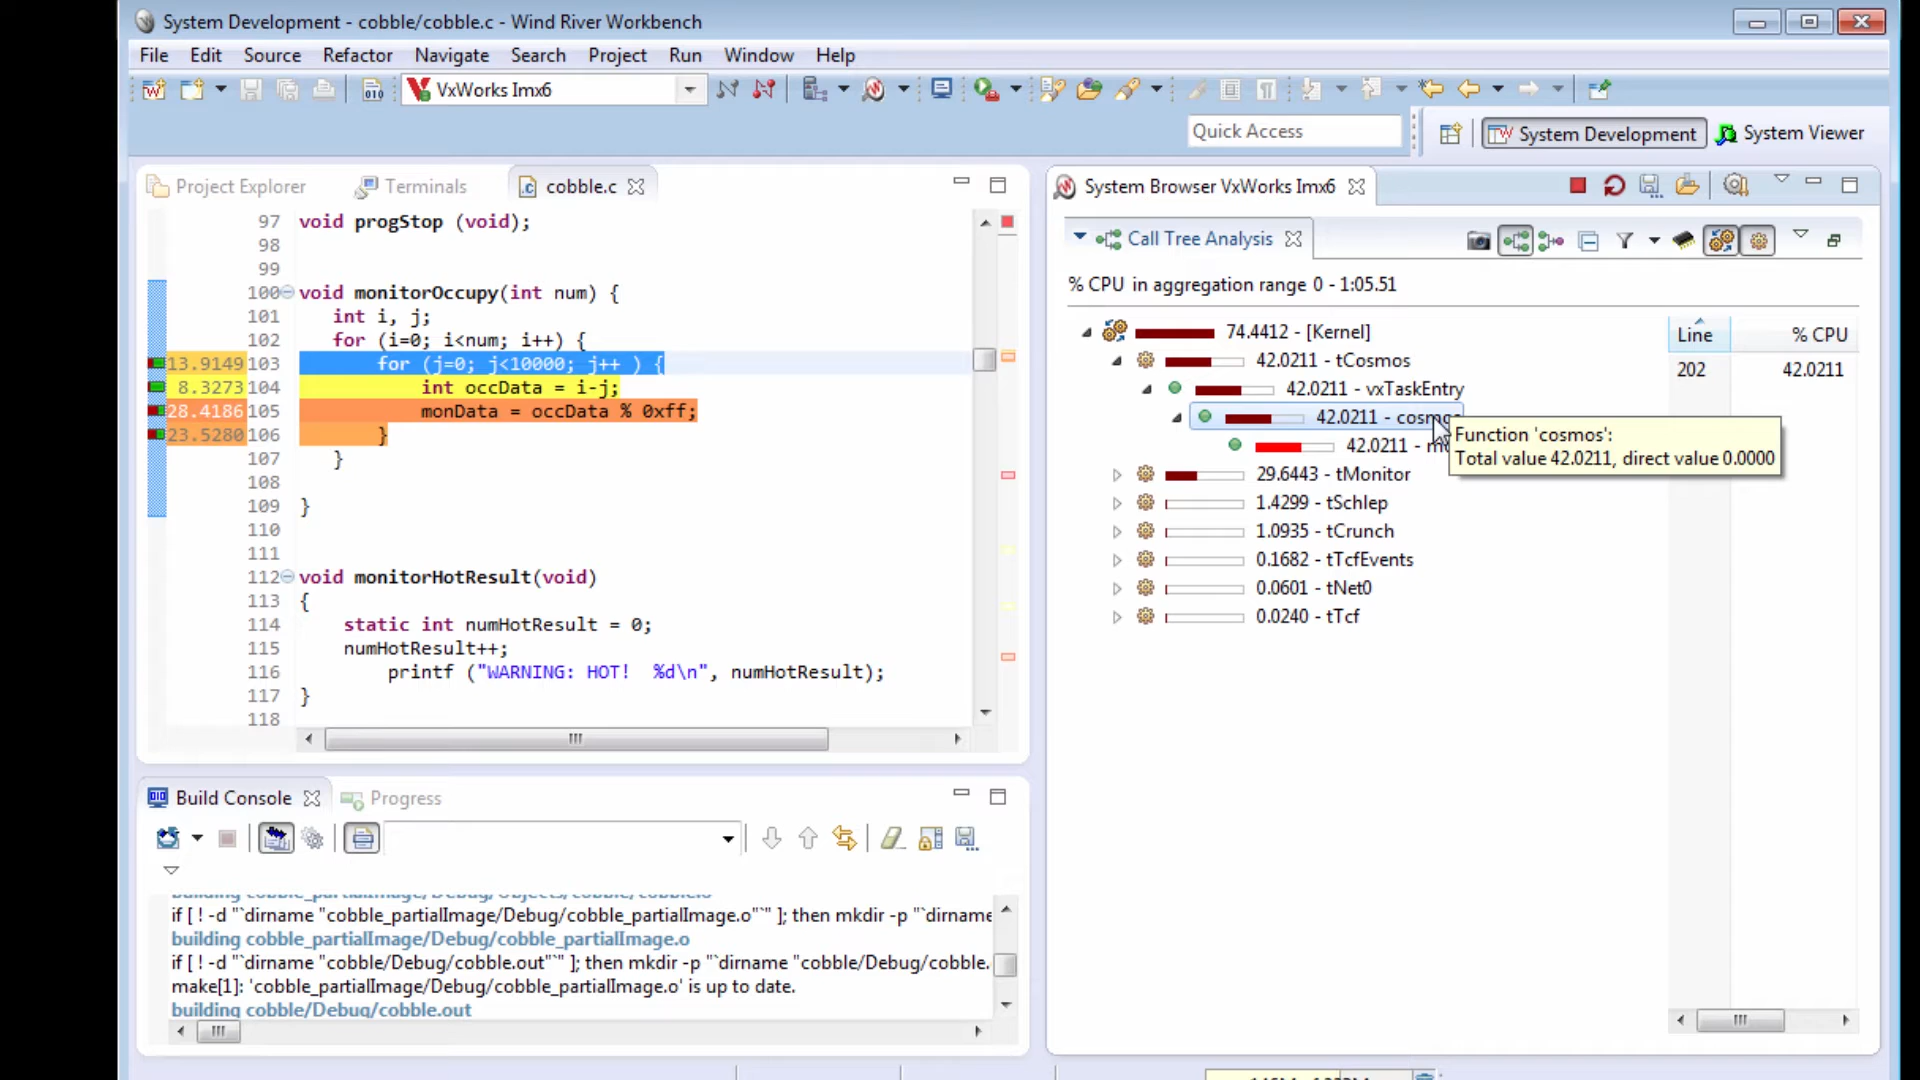 System Development - cobble/cobble.c - Wind River Workbench
File Edit Source Refactor Navigate Search Project Run Window Help
VxWorks Imx6
Quick Access
System Development
System Viewer
Project Explorer
Terminals
cobble.c
97 void progStop (void);
98
99
100 void monitorOccupy(int num) {
101 int i, j;
102 for (i=0; i<num; i++) {
13.9149 103 for (j=0; j<10000; j++ ) {
8.3273 104 int occData = i-j;
28.4186 105 monData = occData % 0xff;
23.5280 106 }
107 }
108
109 }
110
111
112 void monitorHotResult(void)
113 {
114 static int numHotResult = 0;
115 numHotResult++;
116 printf ("WARNING: HOT!  %d\n", numHotResult);
117 }
118
System Browser VxWorks Imx6
Call Tree Analysis
% CPU in aggregation range 0 - 1:05.51
74.4412 - [Kernel]
42.0211 - tCosmos
42.0211 - vxTaskEntry
42.0211 - cosmos
42.0211 -
29.6443 - tMonitor
1.4299 - tSchlep
1.0935 - tCrunch
0.1682 - tTcfEvents
0.0601 - tNet0
0.0240 - tTcf
Line % CPU
202 42.0211
Function 'cosmos':
Total value 42.0211, direct value 0.0000
Build Console
Progress
building cobble_partialImage/Debug/Objects/cobble/cobble.o
if [ ! -d "`dirname "cobble_partialImage/Debug/cobble_partialImage.o"`" ]; then mkdir -p "`dirname
building cobble_partialImage/Debug/cobble_partialImage.o
if [ ! -d "`dirname "cobble/Debug/cobble.out"`" ]; then mkdir -p "`dirname "cobble/Debug/cobble.
make[1]: 'cobble_partialImage/Debug/cobble_partialImage.o' is up to date.
building cobble/Debug/cobble.out